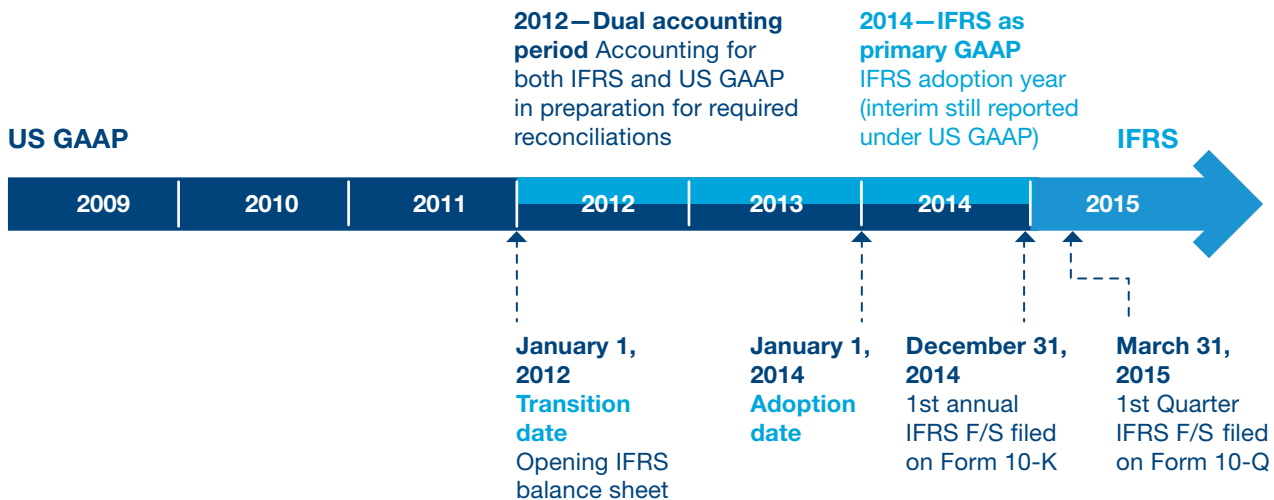 2012—Dual accounting
period Accounting for
both IFRS and US GAAP
in preparation for required
reconciliations
2014—IFRS as
primary GAAP
IFRS adoption year
(interim still reported
under US GAAP)
US GAAP
IFRS
2009
2010
2011
2012
2013
2014
2015
January 1,
2012
Transition
date
Opening IFRS
balance sheet
January 1,
2014
Adoption
date
December 31,
2014
1st annual
IFRS F/S filed
on Form 10-K
March 31,
2015
1st Quarter
IFRS F/S filed
on Form 10-Q